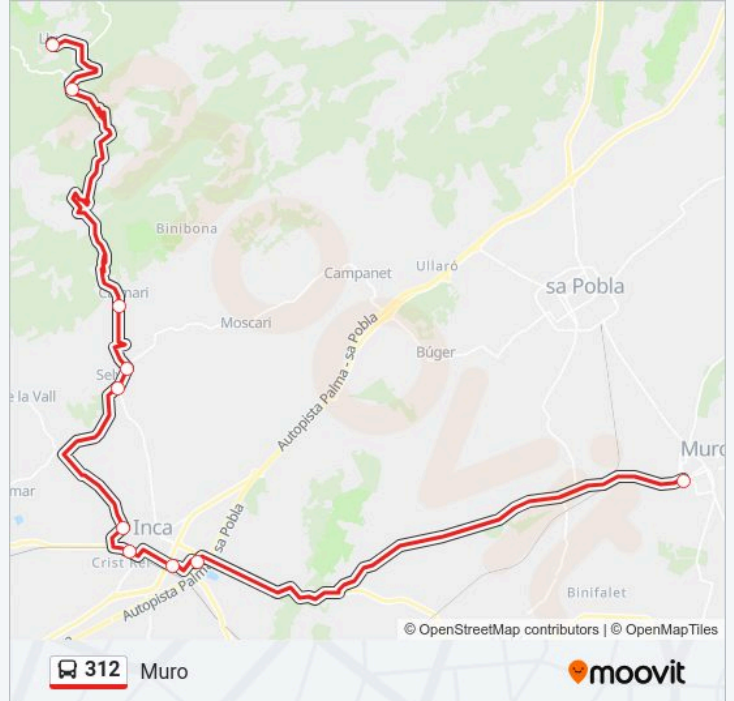 Binibona
Campanet
Ullaró
sa Pobla
Moscari
Búger
Autopista Palma - sa Pobla
e la Vall
Muro
mar
Inca
sa Pobla
Crist Rei
Autopista Palma
Binifalet
© OpenStreetMap contributors | © OpenMapTiles
312 Muro
moovit